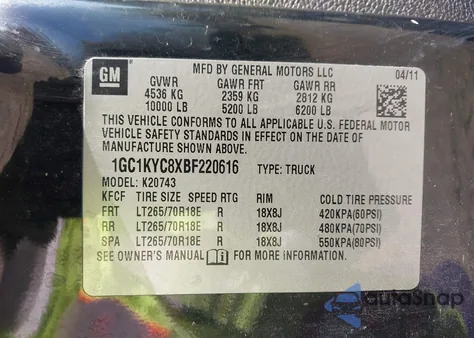 GM
MFD BY GENERAL MOTORS LLC 04/11
GVWR GAWR FRT GAWR RR
4536 KG 2359 KG 2812 KG
10000 LB 5200 LB 6200 LB
THIS VEHICLE CONFORMS TO ALL APPLICABLE U.S. FEDERAL MOTOR
VEHICLE SAFETY STANDARDS IN EFFECT ON THE DATE OF
MANUFACTURE SHOWN ABOVE.
1GC1KYC8XBF220616 TYPE: TRUCK
MODEL: K20743
KFCF TIRE SIZE SPEED RTG RIM COLD TIRE PRESSURE
FRT LT265/70R18E R 18X8J 420KPA(60PSI)
RR LT265/70R18E R 18X8J 480KPA(70PSI)
SPA LT265/70R18E R 18X8J 550KPA(80PSI)
SEE OWNER'S MANUAL FOR MORE INFORMATION.
AutoSnap